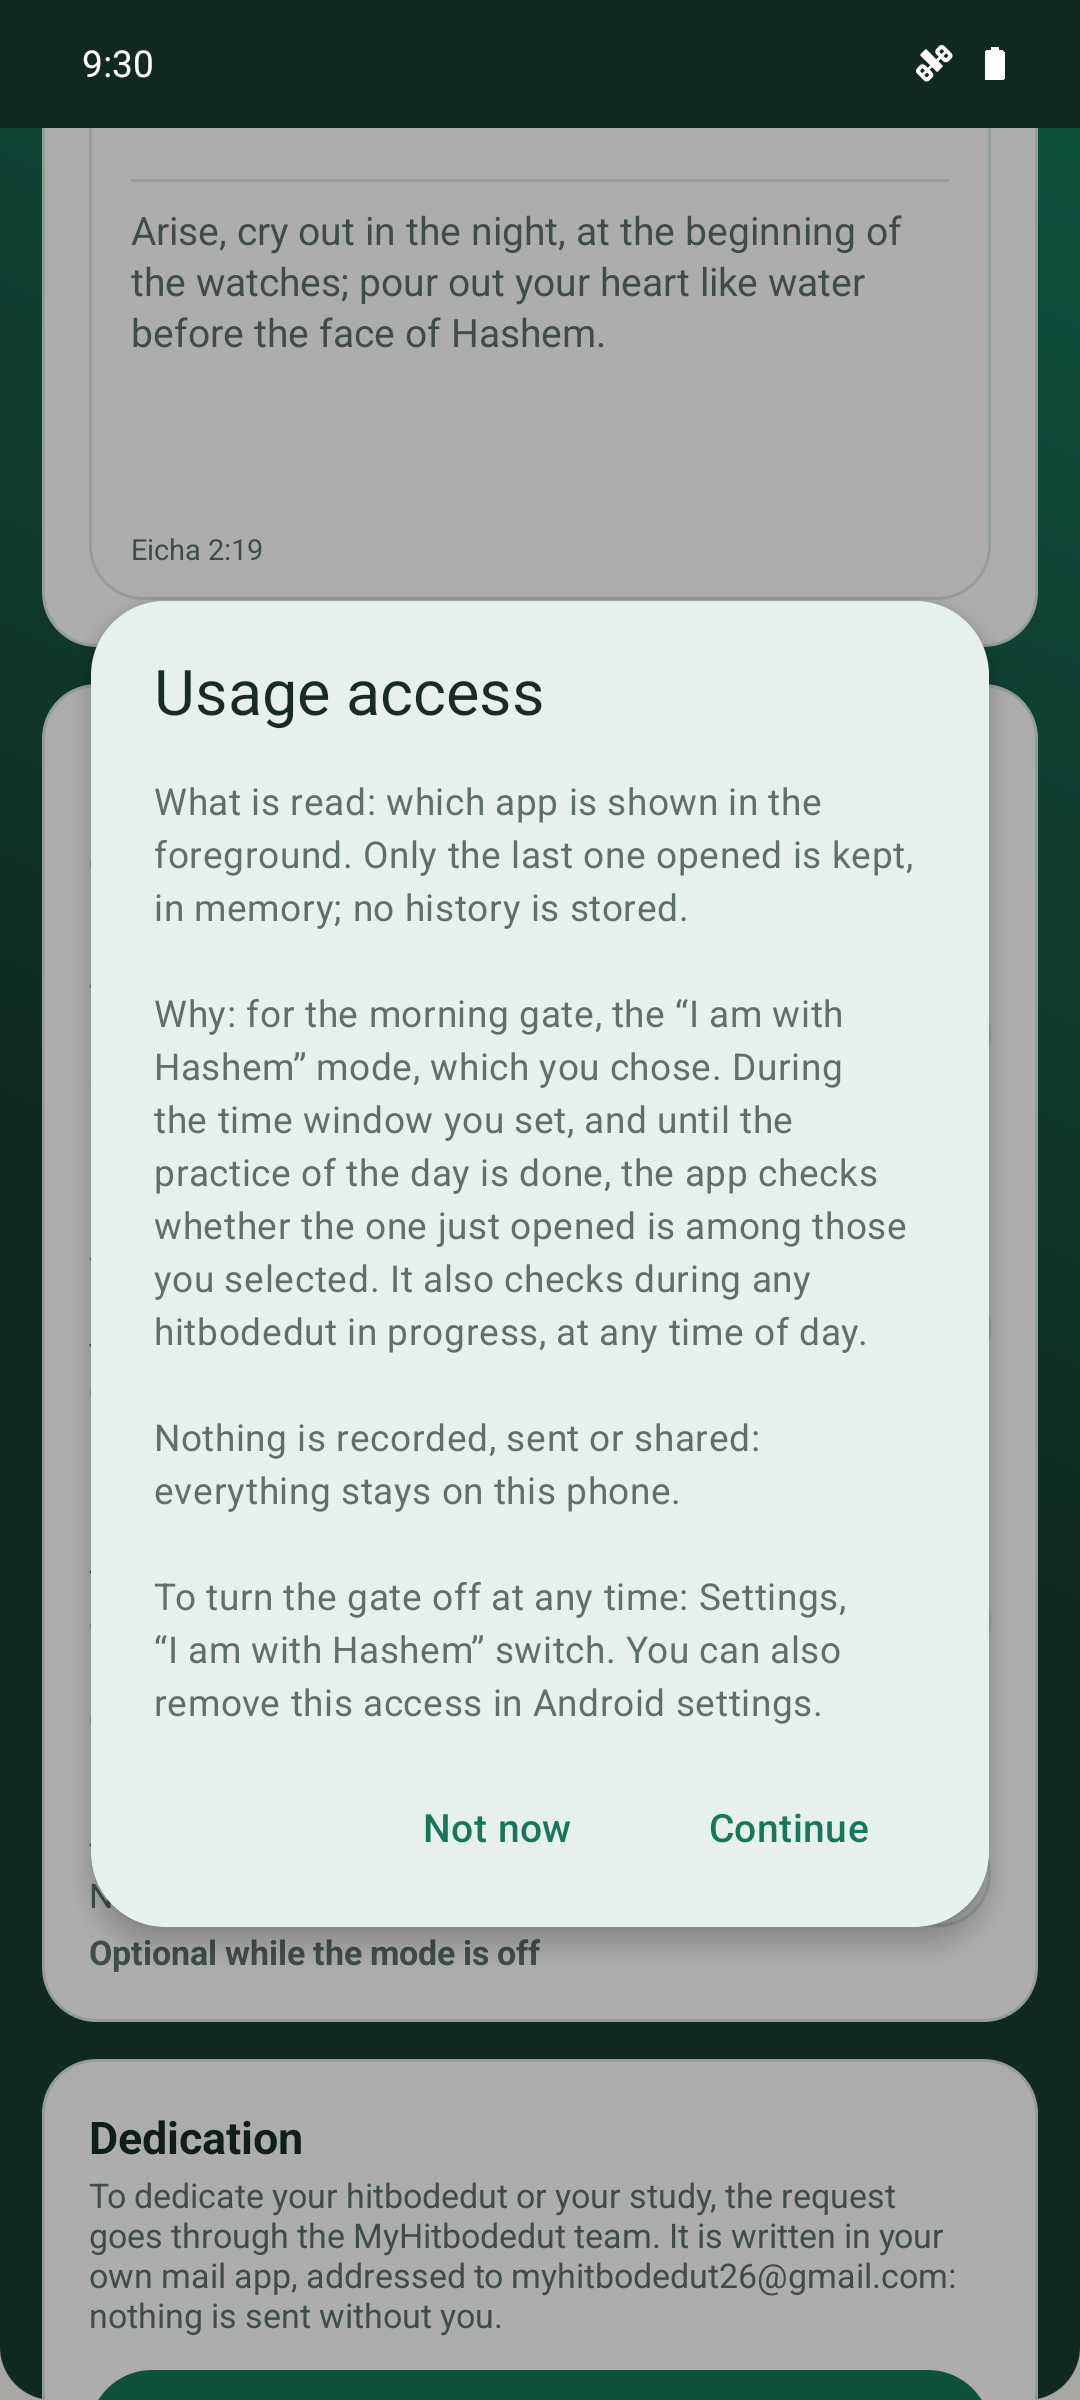 9:30
Arise, cry out in the night, at the beginning of
the watches; pour out your heart like water
before the face of Hashem.
Eicha 2:19
Usage access
What is read: which app is shown in the
foreground. Only the last one opened is kept,
in memory; no history is stored.
Why: for the morning gate, the “I am with
Hashem” mode, which you chose. During
the time window you set, and until the
practice of the day is done, the app checks
whether the one just opened is among those
you selected. It also checks during any
hitbodedut in progress, at any time of day.
Nothing is recorded, sent or shared:
everything stays on this phone.
To turn the gate off at any time: Settings,
“I am with Hashem” switch. You can also
remove this access in Android settings.
Not now
Continue
Optional while the mode is off
Dedication
To dedicate your hitbodedut or your study, the request
goes through the MyHitbodedut team. It is written in your
own mail app, addressed to myhitbodedut26@gmail.com:
nothing is sent without you.